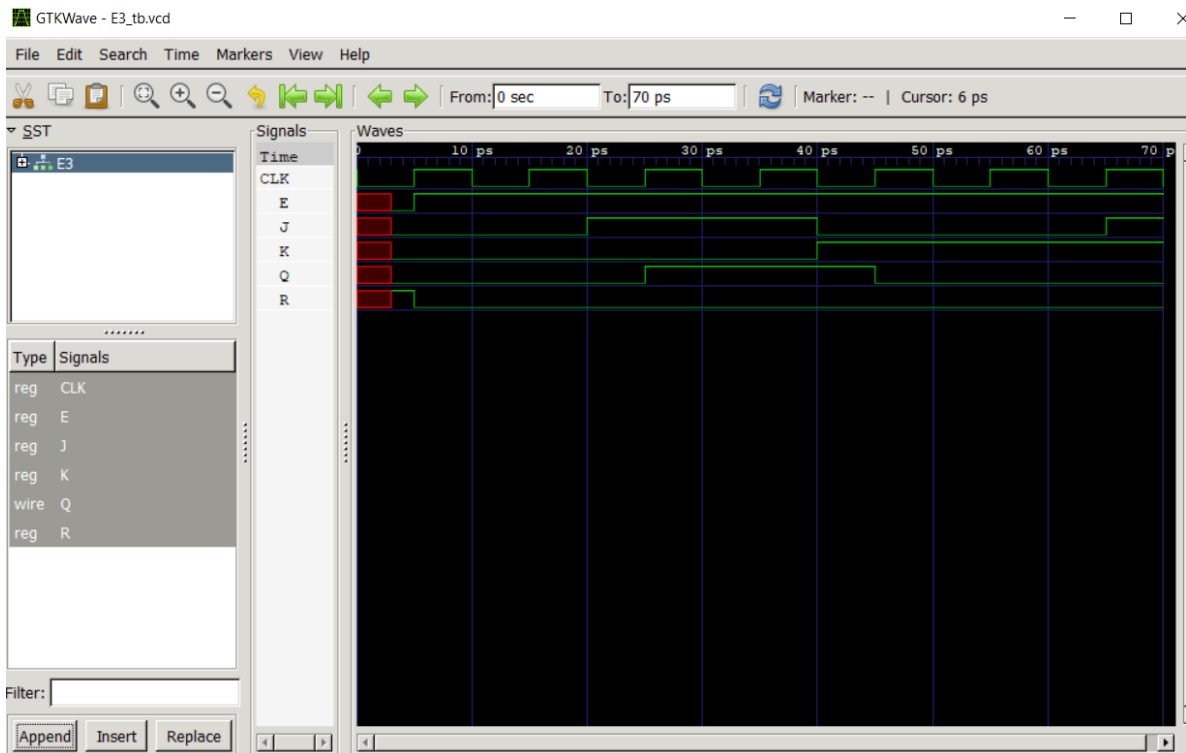 GTKWave - E3_tb.vcd
File Edit Search Time Markers View Help
From: 0 sec To: 70 ps Marker: -- | Cursor: 6 ps
SST
E3
Type Signals
reg CLK
reg E
reg J
reg K
wire Q
reg R
Filter:
Append Insert Replace
Signals
Time
CLK
E
J
K
Q
R
Waves
0 10 ps 20 ps 30 ps 40 ps 50 ps 60 ps 70 p